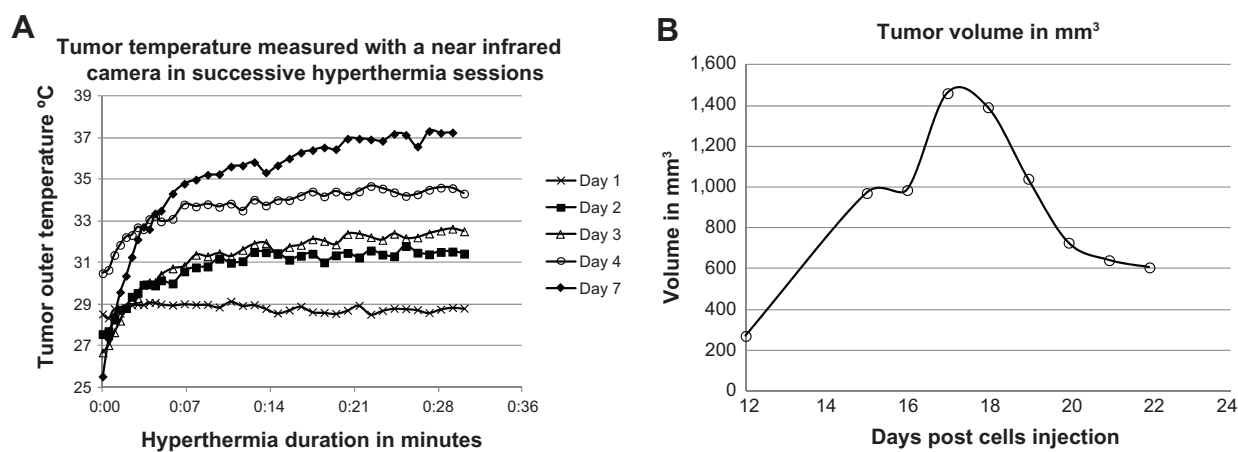 A
Tumor temperature measured with a near infrared
camera in successive hyperthermia sessions
Tumor outer temperature ºC
39
37
35
33
31
29
27
25
0:00 0:07 0:14 0:21 0:28 0:36
Hyperthermia duration in minutes
Day 1
Day 2
Day 3
Day 4
Day 7
B
Tumor volume in mm³
Volume in mm³
1,600
1,400
1,200
1,000
800
600
400
200
0
12 14 16 18 20 22 24
Days post cells injection